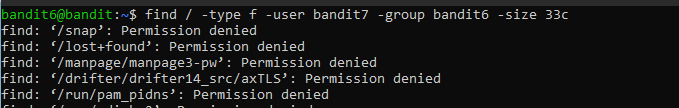 bandit6@bandit:~$ find / -type f -user bandit7 -group bandit6 -size 33c
find: ‘/snap’: Permission denied
find: ‘/lost+found’: Permission denied
find: ‘/manpage/manpage3-pw’: Permission denied
find: ‘/drifter/drifter14_src/axTLS’: Permission denied
find: ‘/run/pam_pidns’: Permission denied